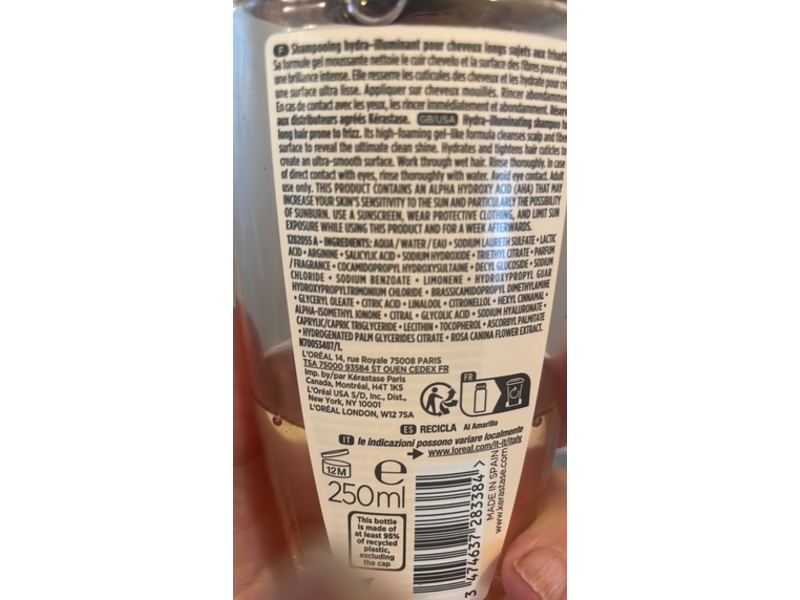 F Shampooing hydra-illuminant pour cheveux longs sujets aux frisott
Sa formule gel moussante nettoie le cuir chevelu et la surface des fibres pour rév
une brillance intense. Elle resserre les cuticules des cheveux et les hydrate pour cr
une surface ultra lisse. Appliquer sur cheveux mouillés. Rincer abondammen
En cas de contact avec les yeux, les rincer immédiatement et abondamment. Réserv
aux distributeurs agréés Kérastase. GB/USA Hydra-illuminating shampoo fo
long hair prone to frizz. Its high-foaming gel-like formula cleanses scalp and fibe
surface to reveal the ultimate clean shine. Hydrates and tightens hair cuticles to
create an ultra-smooth surface. Work through wet hair. Rinse thoroughly. In case
of direct contact with eyes, rinse thoroughly with water. Avoid eye contact. Adult
use only. THIS PRODUCT CONTAINS AN ALPHA HYDROXY ACID (AHA) THAT MAY
INCREASE YOUR SKIN'S SENSITIVITY TO THE SUN AND PARTICULARLY THE POSSIBILITY
OF SUNBURN. USE A SUNSCREEN, WEAR PROTECTIVE CLOTHING, AND LIMIT SUN
EXPOSURE WHILE USING THIS PRODUCT AND FOR A WEEK AFTERWARDS.
1282055 A - INGREDIENTS: AQUA / WATER / EAU • SODIUM LAURETH SULFATE • LACTIC
ACID • ARGININE • SALICYLIC ACID • SODIUM HYDROXIDE • TRIETHYL CITRATE • PARFUM
/ FRAGRANCE • COCAMIDOPROPYL HYDROXYSULTAINE • DECYL GLUCOSIDE • SODIUM
CHLORIDE • SODIUM BENZOATE • LIMONENE • HYDROXYPROPYL GUAR
HYDROXYPROPYLTRIMONIUM CHLORIDE • BRASSICAMIDOPROPYL DIMETHYLAMINE
• GLYCERYL OLEATE • CITRIC ACID • LINALOOL • CITRONELLOL • HEXYL CINNAMAL •
ALPHA-ISOMETHYL IONONE • CITRAL • GLYCOLIC ACID • SODIUM HYALURONATE •
CAPRYLIC/CAPRIC TRIGLYCERIDE • LECITHIN • TOCOPHEROL • ASCORBYL PALMITATE
• HYDROGENATED PALM GLYCERIDES CITRATE • ROSA CANINA FLOWER EXTRACT.
N70053407/1.
L'ORÉAL 14, rue Royale 75008 PARIS
TSA 75000 93584 ST OUEN CEDEX FR
Imp. by/par Kérastase Paris
Canada, Montréal, H4T 1K5
L'Oréal USA S/D, Inc., Dist.,
New York, NY 10001
L'ORÉAL LONDON, W12 7SA
FR
ES RECICLA Al Amarillo
IT le indicazioni possono variare localmente
www.loreal.com/it-it/italy
12M
e
250ml
This bottle
is made of
at least 95%
of recycled
plastic,
excluding
the cap
3 474637 283384 >
MADE IN SPAIN
www.kerastase.com